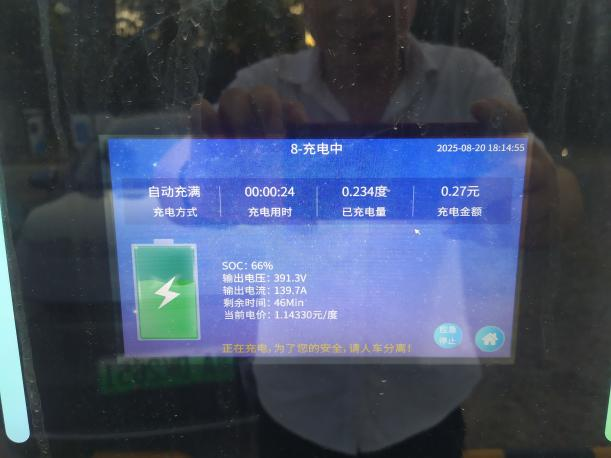 8-充电中
2025-08-20 18:14:55
自动充满 00:00:24 0.234度 0.27元
充电方式 充电用时 已充电量 充电金额
SOC: 66%
输出电压: 391.3V
输出电流: 139.7A
剩余时间: 46Min
当前电价: 1.14330元/度
应急
停止
正在充电,为了您的安全,请人车分离!